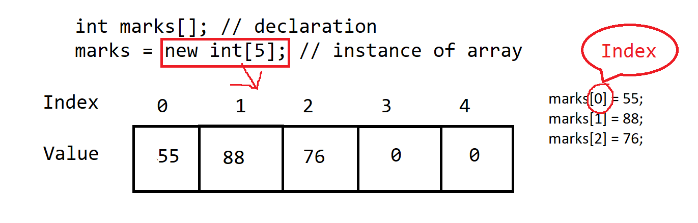 int marks[]; // declaration
marks = new int[5]; // instance of array
Index
Index 0 1 2 3 4
Value 55 88 76 0 0
marks[0] = 55;
marks[1] = 88;
marks[2] = 76;